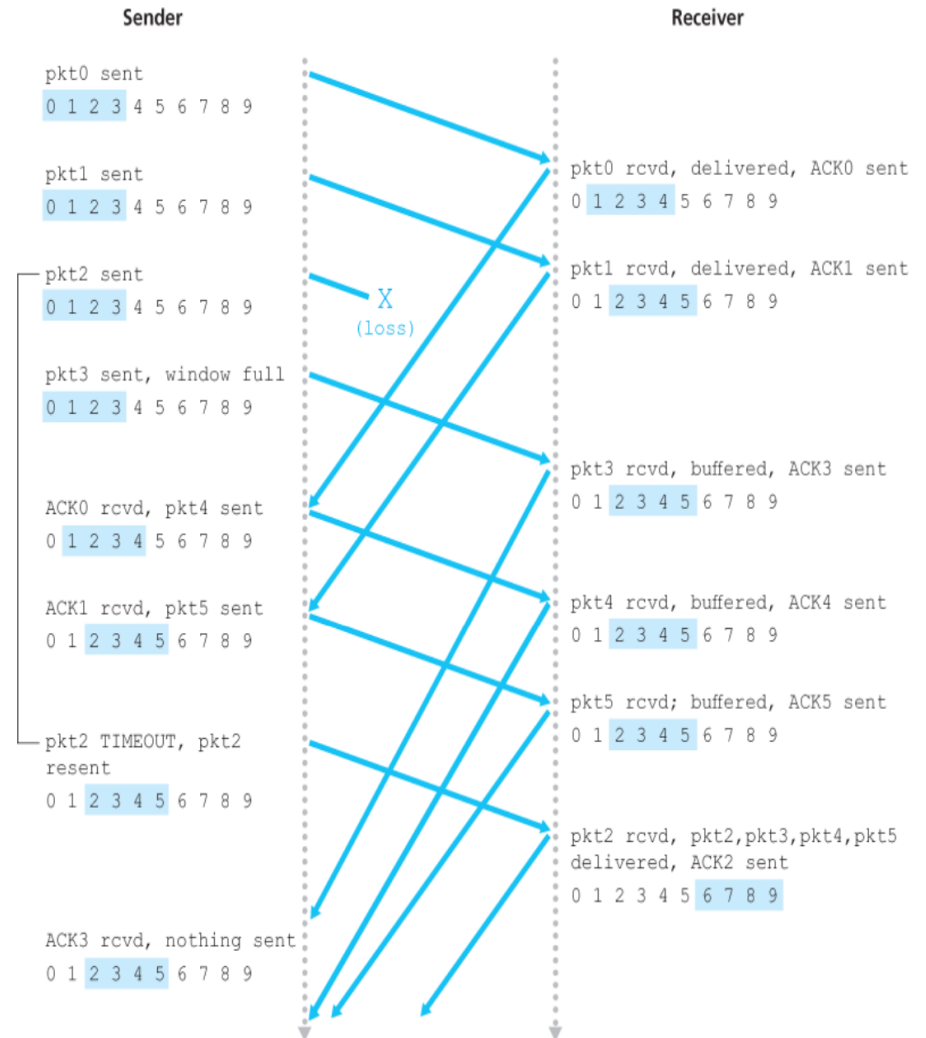 Sender
Receiver
pkt0 sent
0 1 2 3 4 5 6 7 8 9
pkt0 rcvd, delivered, ACK0 sent
0 1 2 3 4 5 6 7 8 9
pkt1 sent
0 1 2 3 4 5 6 7 8 9
pkt1 rcvd, delivered, ACK1 sent
0 1 2 3 4 5 6 7 8 9
pkt2 sent
0 1 2 3 4 5 6 7 8 9
X
(loss)
pkt3 sent, window full
0 1 2 3 4 5 6 7 8 9
pkt3 rcvd, buffered, ACK3 sent
0 1 2 3 4 5 6 7 8 9
ACK0 rcvd, pkt4 sent
0 1 2 3 4 5 6 7 8 9
pkt4 rcvd, buffered, ACK4 sent
0 1 2 3 4 5 6 7 8 9
ACK1 rcvd, pkt5 sent
0 1 2 3 4 5 6 7 8 9
pkt5 rcvd; buffered, ACK5 sent
0 1 2 3 4 5 6 7 8 9
pkt2 TIMEOUT, pkt2
resent
0 1 2 3 4 5 6 7 8 9
pkt2 rcvd, pkt2,pkt3,pkt4,pkt5
delivered, ACK2 sent
0 1 2 3 4 5 6 7 8 9
ACK3 rcvd, nothing sent
0 1 2 3 4 5 6 7 8 9